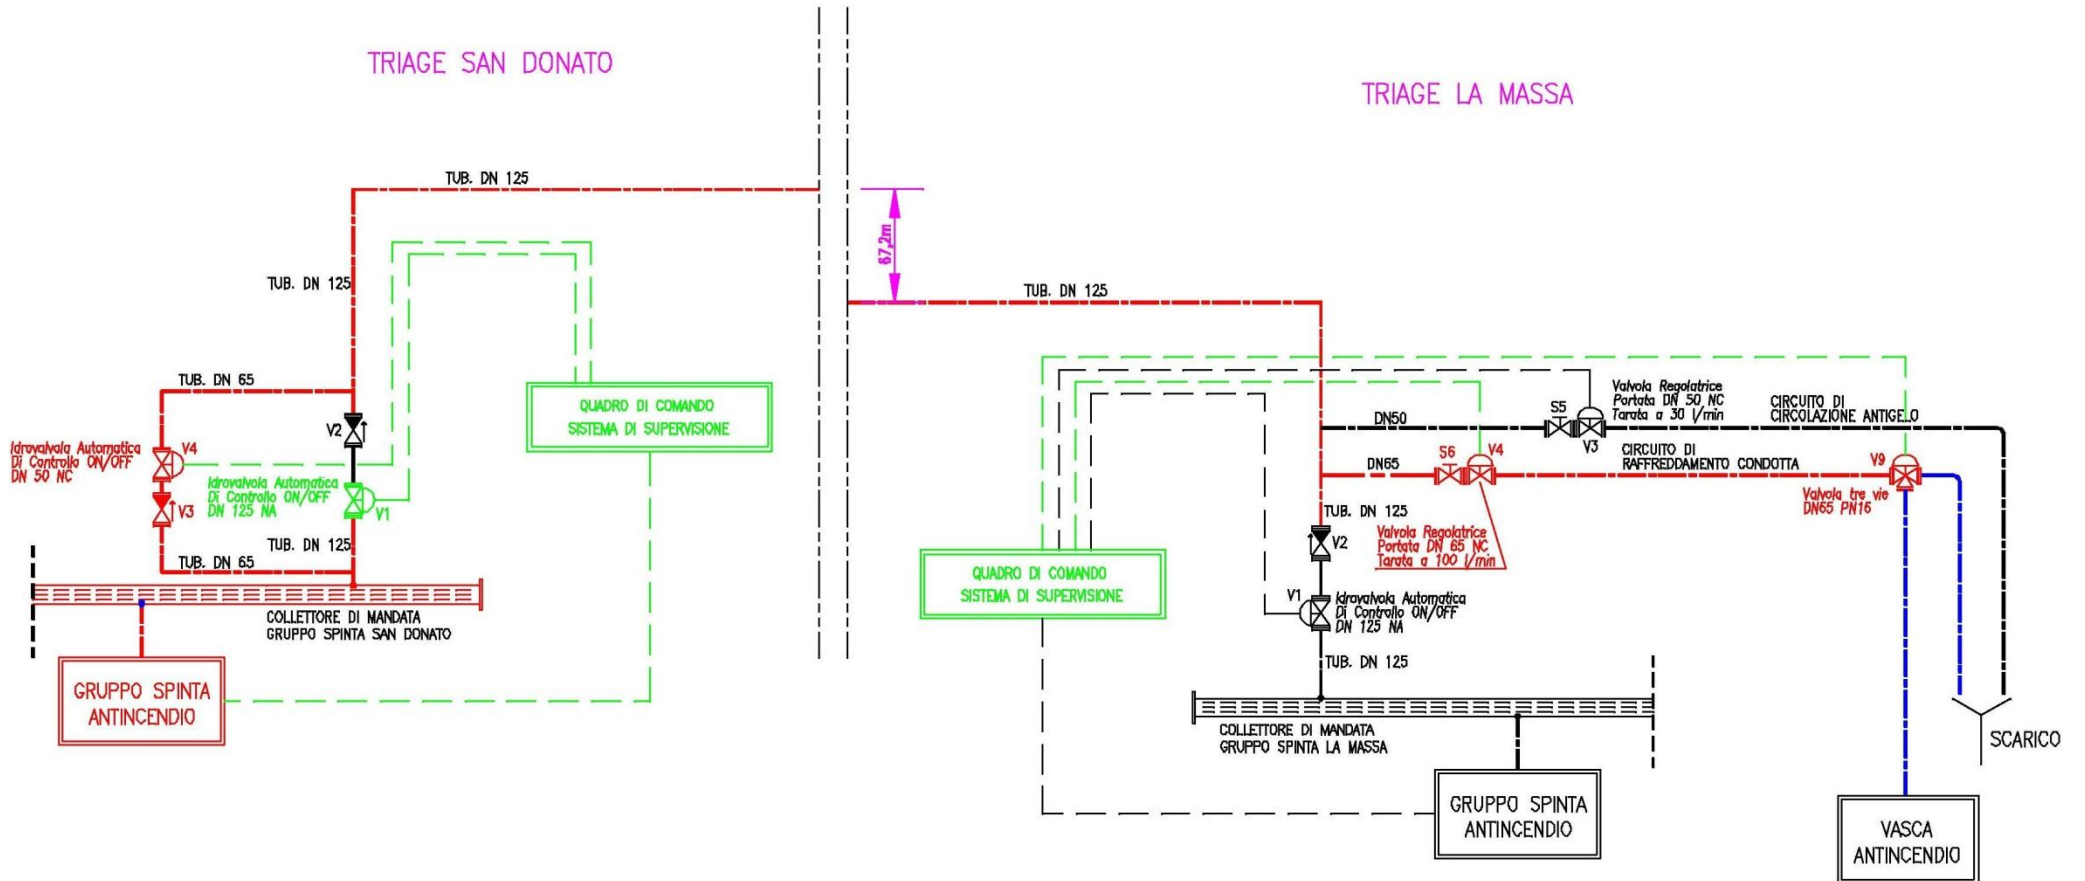 TRIAGE SAN DONATO
TRIAGE LA MASSA
TUB. DN 125
67,2m
TUB. DN 125
TUB. DN 125
TUB. DN 65
QUADRO DI COMANDO
SISTEMA DI SUPERVISIONE
V2
Idrovalvola Automatica
Di Controllo ON/OFF
DN 50 NC
V4
Idrovalvola Automatica
Di Controllo ON/OFF
DN 125 NA
V1
V3
TUB. DN 125
TUB. DN 65
COLLETTORE DI MANDATA
GRUPPO SPINTA SAN DONATO
GRUPPO SPINTA
ANTINCENDIO
Valvola Regolatrice
Portata DN 50 NC
Tarata a 30 l/min
CIRCUITO DI
CIRCOLAZIONE ANTIGELO
DN50
S5
V3
CIRCUITO DI
RAFFREDDAMENTO CONDOTTA
DN65
S6
V4
V9
Valvola tre vie
DN65 PN16
TUB. DN 125
Valvola Regolatrice
Portata DN 65 NC
Tarata a 100 l/min
V2
QUADRO DI COMANDO
SISTEMA DI SUPERVISIONE
V1
Idrovalvola Automatica
Di Controllo ON/OFF
DN 125 NA
TUB. DN 125
COLLETTORE DI MANDATA
GRUPPO SPINTA LA MASSA
SCARICO
GRUPPO SPINTA
ANTINCENDIO
VASCA
ANTINCENDIO